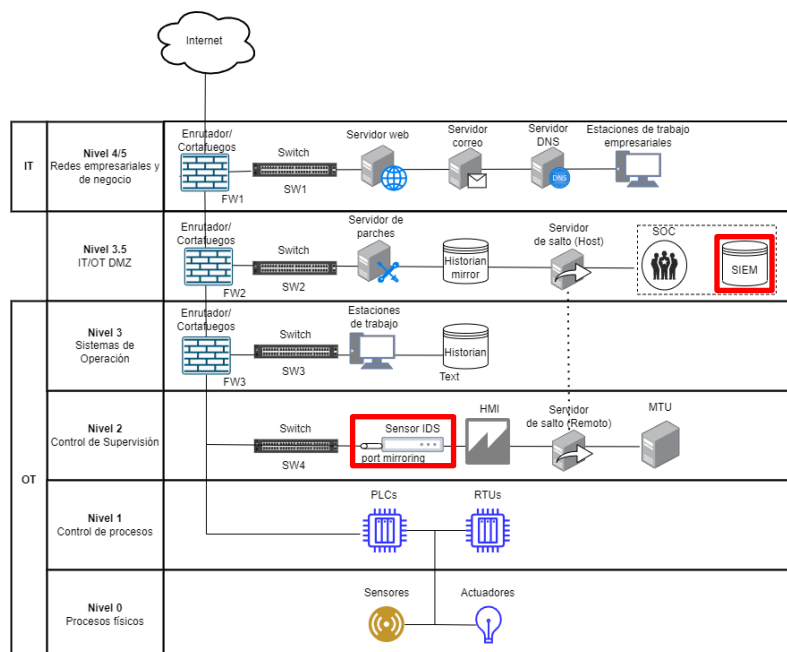 Internet
IT
Nivel 4/5
Redes empresariales y
de negocio
Enrutador/
Cortafuegos
FW1
Switch
SW1
Servidor web
Servidor
correo
Servidor
DNS
DNS
Estaciones de trabajo
empresariales
Nivel 3.5
IT/OT DMZ
Enrutador/
Cortafuegos
FW2
Switch
SW2
Servidor de
parches
Historian
mirror
Servidor
de salto (Host)
SOC
SIEM
OT
Nivel 3
Sistemas de
Operación
Enrutador/
Cortafuegos
FW3
Switch
SW3
Estaciones
de trabajo
Historian
Text
Nivel 2
Control de Supervisión
Switch
SW4
Sensor IDS
port mirroring
HMI
Servidor
de salto (Remoto)
MTU
Nivel 1
Control de procesos
PLCs
RTUs
Nivel 0
Procesos físicos
Sensores
Actuadores